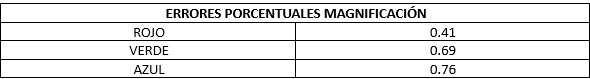 ERRORES PORCENTUALES MAGNIFICACIÓN
ROJO 0.41
VERDE 0.69
AZUL 0.76